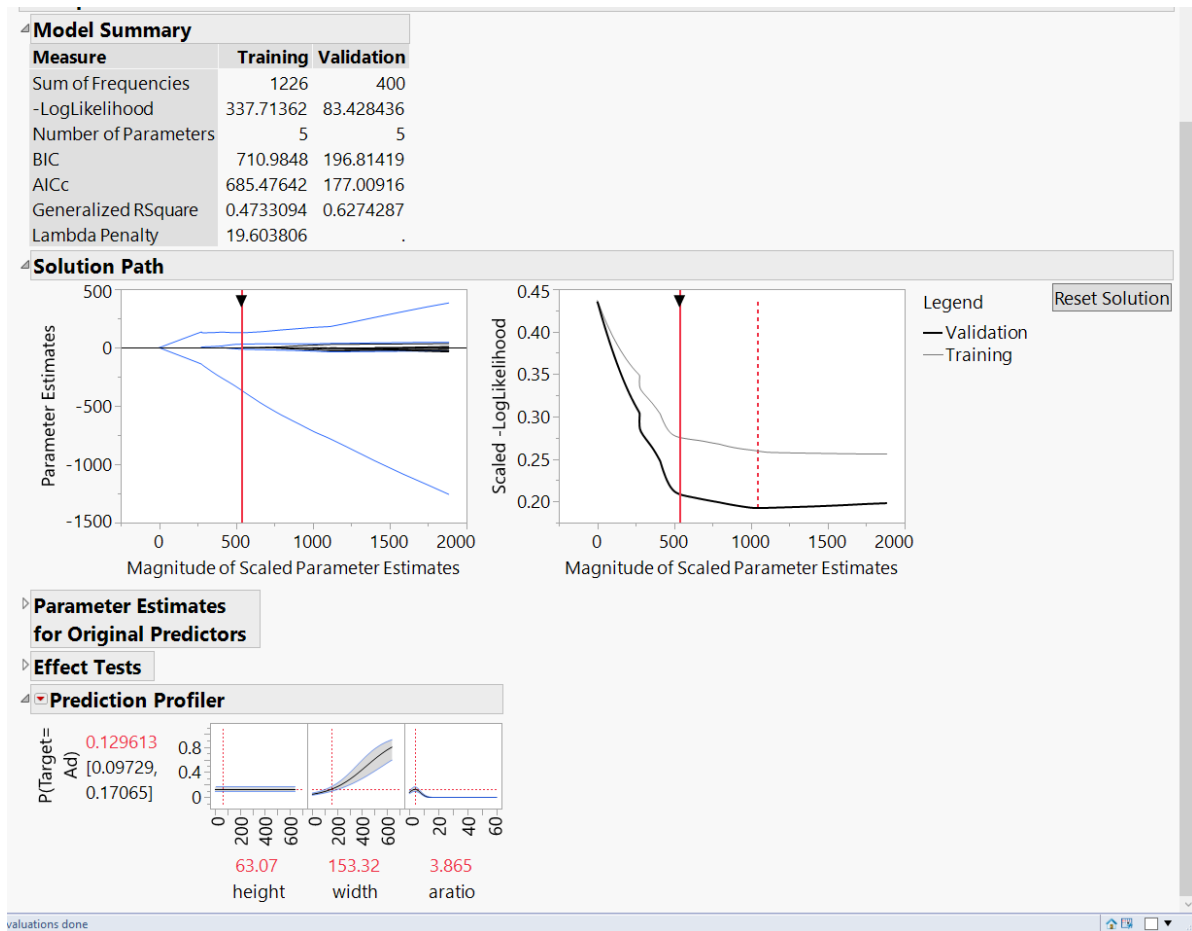 Model Summary
Measure Training Validation
Sum of Frequencies 1226 400
-LogLikelihood 337.71362 83.428436
Number of Parameters 5 5
BIC 710.9848 196.81419
AICc 685.47642 177.00916
Generalized RSquare 0.4733094 0.6274287
Lambda Penalty 19.603806 .
Solution Path
Parameter Estimates
500
0
-500
-1000
-1500
0 500 1000 1500 2000
Magnitude of Scaled Parameter Estimates
Scaled -LogLikelihood
0.45
0.40
0.35
0.30
0.25
0.20
0 500 1000 1500 2000
Magnitude of Scaled Parameter Estimates
Legend
Validation
Training
Reset Solution
Parameter Estimates
for Original Predictors
Effect Tests
Prediction Profiler
P(Target=
Ad)
0.129613
[0.09729,
0.17065]
0.8
0.4
0
0 200 400 600
0 200 400 600
0 20 40 60
63.07 153.32 3.865
height width aratio
valuations done